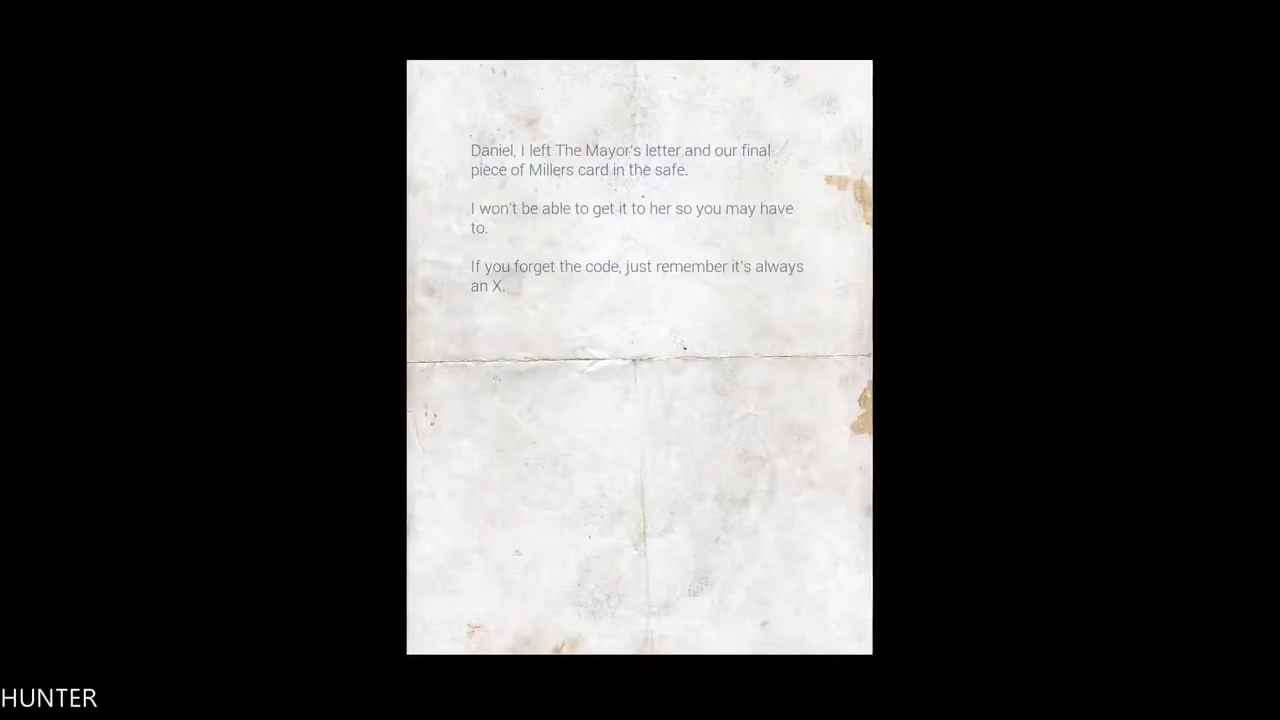 Daniel, I left The Mayor's letter and our final
piece of Millers card in the safe.
I won't be able to get it to her so you may have
to.
If you forget the code, just remember it's always
an X.
HUNTER